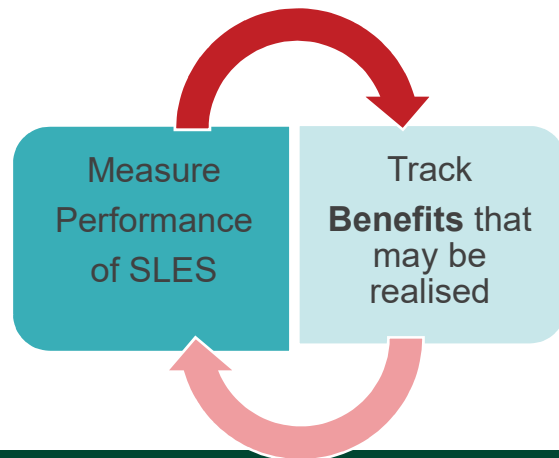 Measure
Performance
of SLES
Track
Benefits that
may be
realised